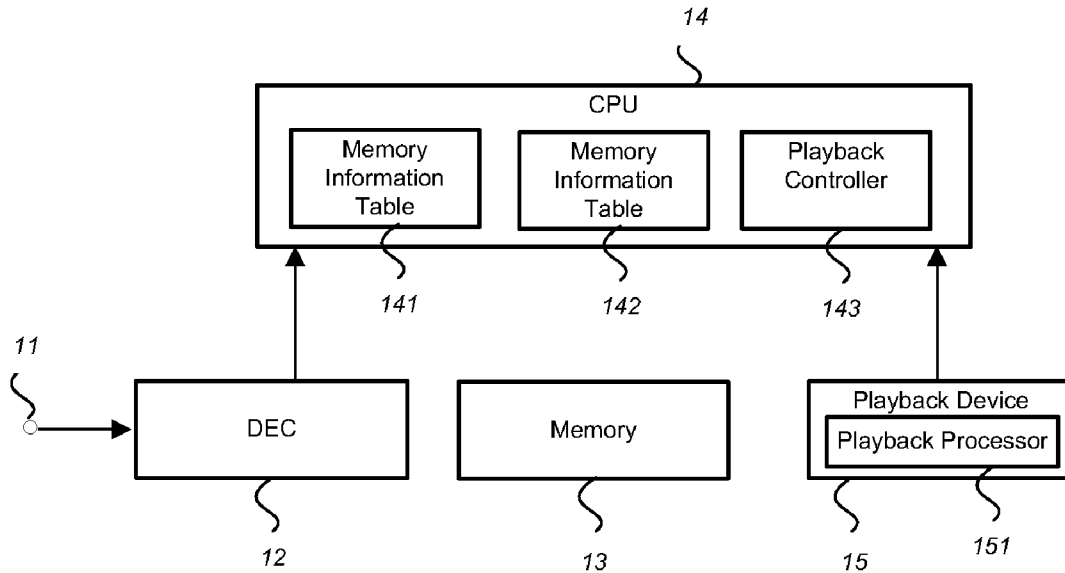 14
CPU
Memory
Information
Table
Memory
Information
Table
Playback
Controller
141
142
143
11
DEC
Memory
Playback Device
Playback Processor
12
13
15
151